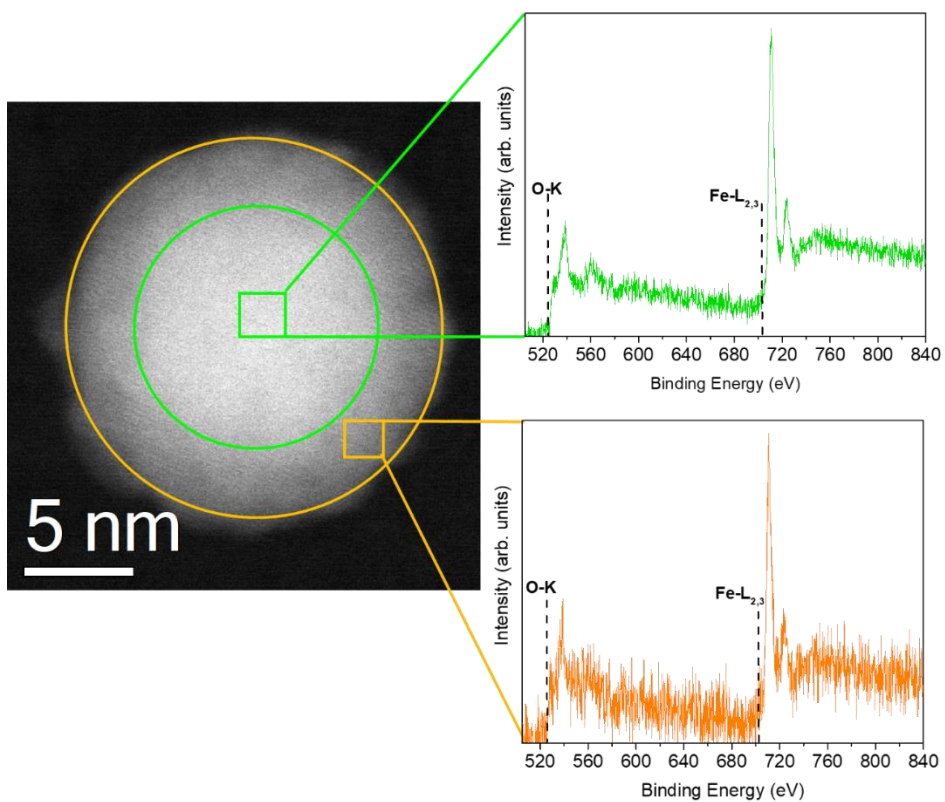 5 nm
Intensity (arb. units)
O-K
Fe-L2,3
520 560 600 640 680 720 760 800 840
Binding Energy (eV)
Intensity (arb. units)
O-K
Fe-L2,3
520 560 600 640 680 720 760 800 840
Binding Energy (eV)